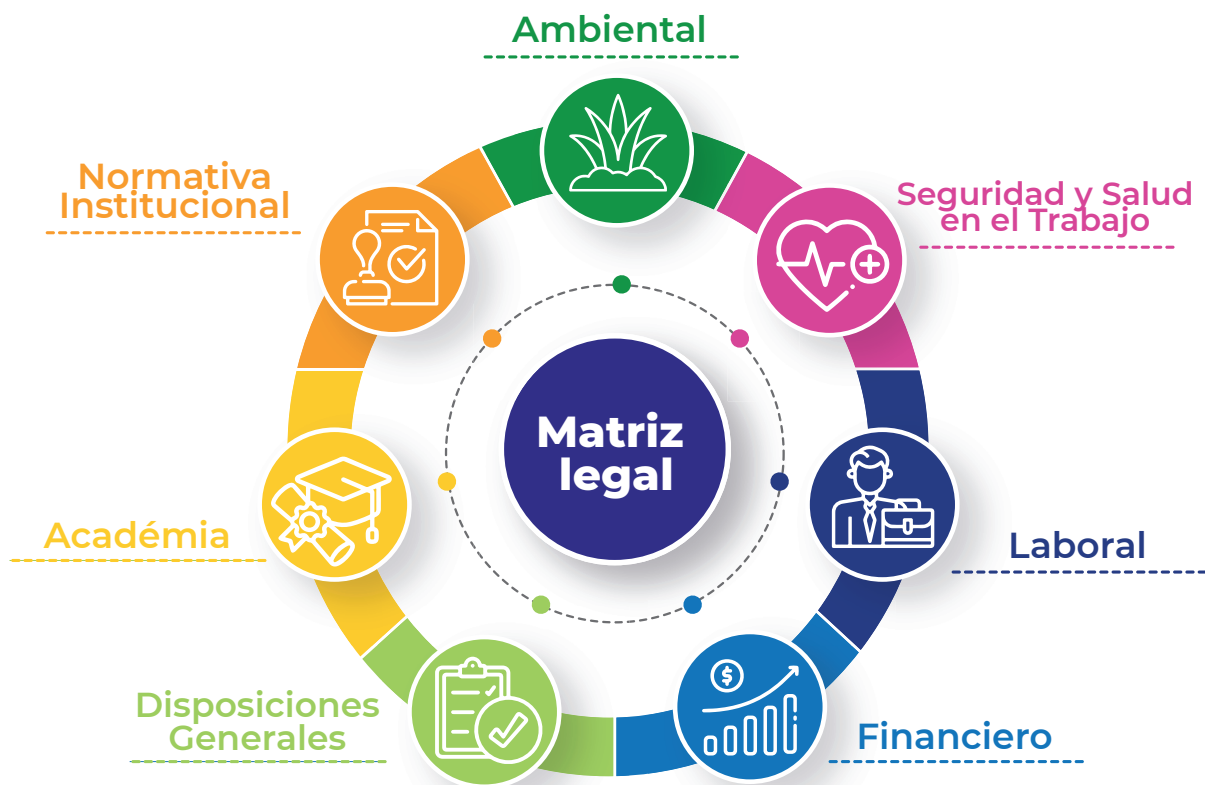 Ambiental
Normativa
Institucional
Seguridad y Salud
en el Trabajo
Matriz
legal
Académia
Laboral
Disposiciones
Generales
$
Financiero